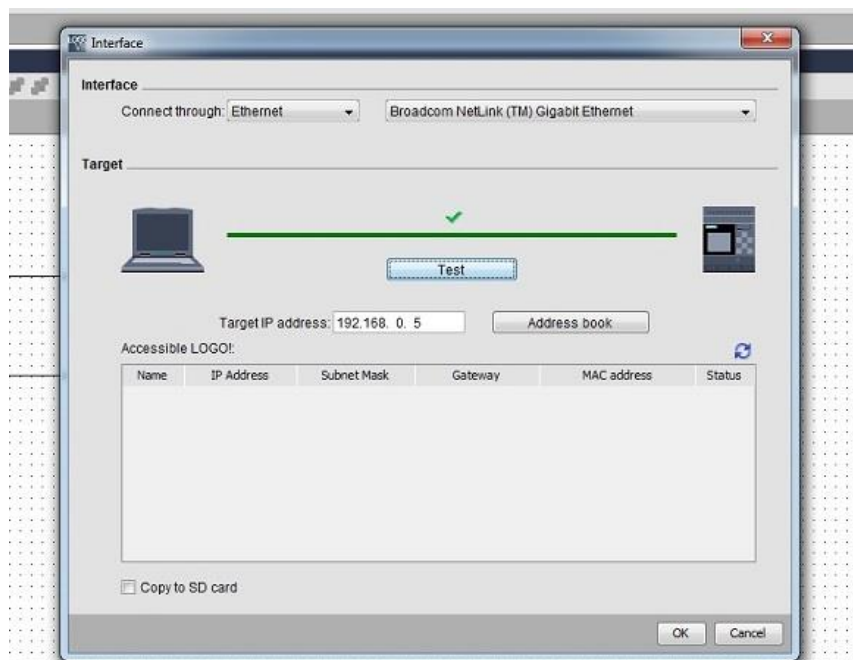 Interface
Interface
Connect through: Ethernet Broadcom NetLink (TM) Gigabit Ethernet
Target
Test
Target IP address: 192.168. 0. 5 Address book
Accessible LOGO!:
Name IP Address Subnet Mask Gateway MAC address Status
Copy to SD card
OK Cancel